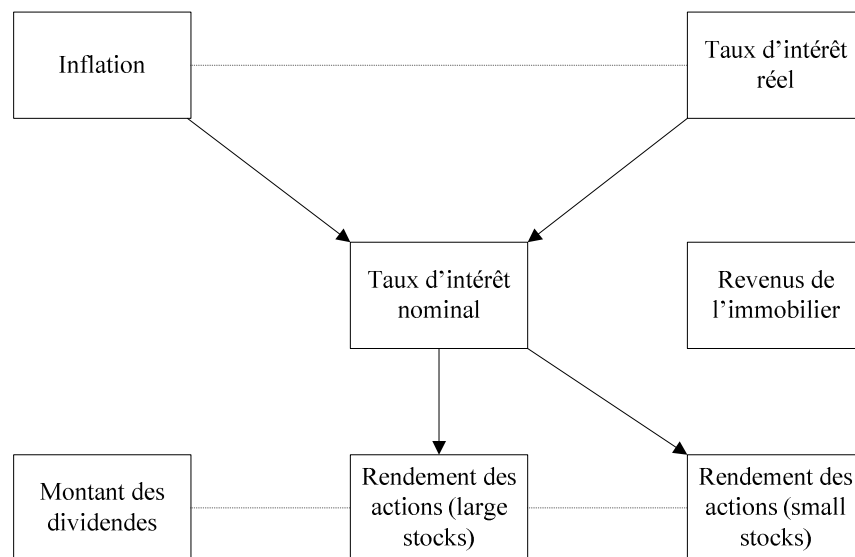 Inflation
Taux d’intérêt
réel
Taux d’intérêt
nominal
Revenus de
l’immobilier
Montant des
dividendes
Rendement des
actions (large
stocks)
Rendement des
actions (small
stocks)